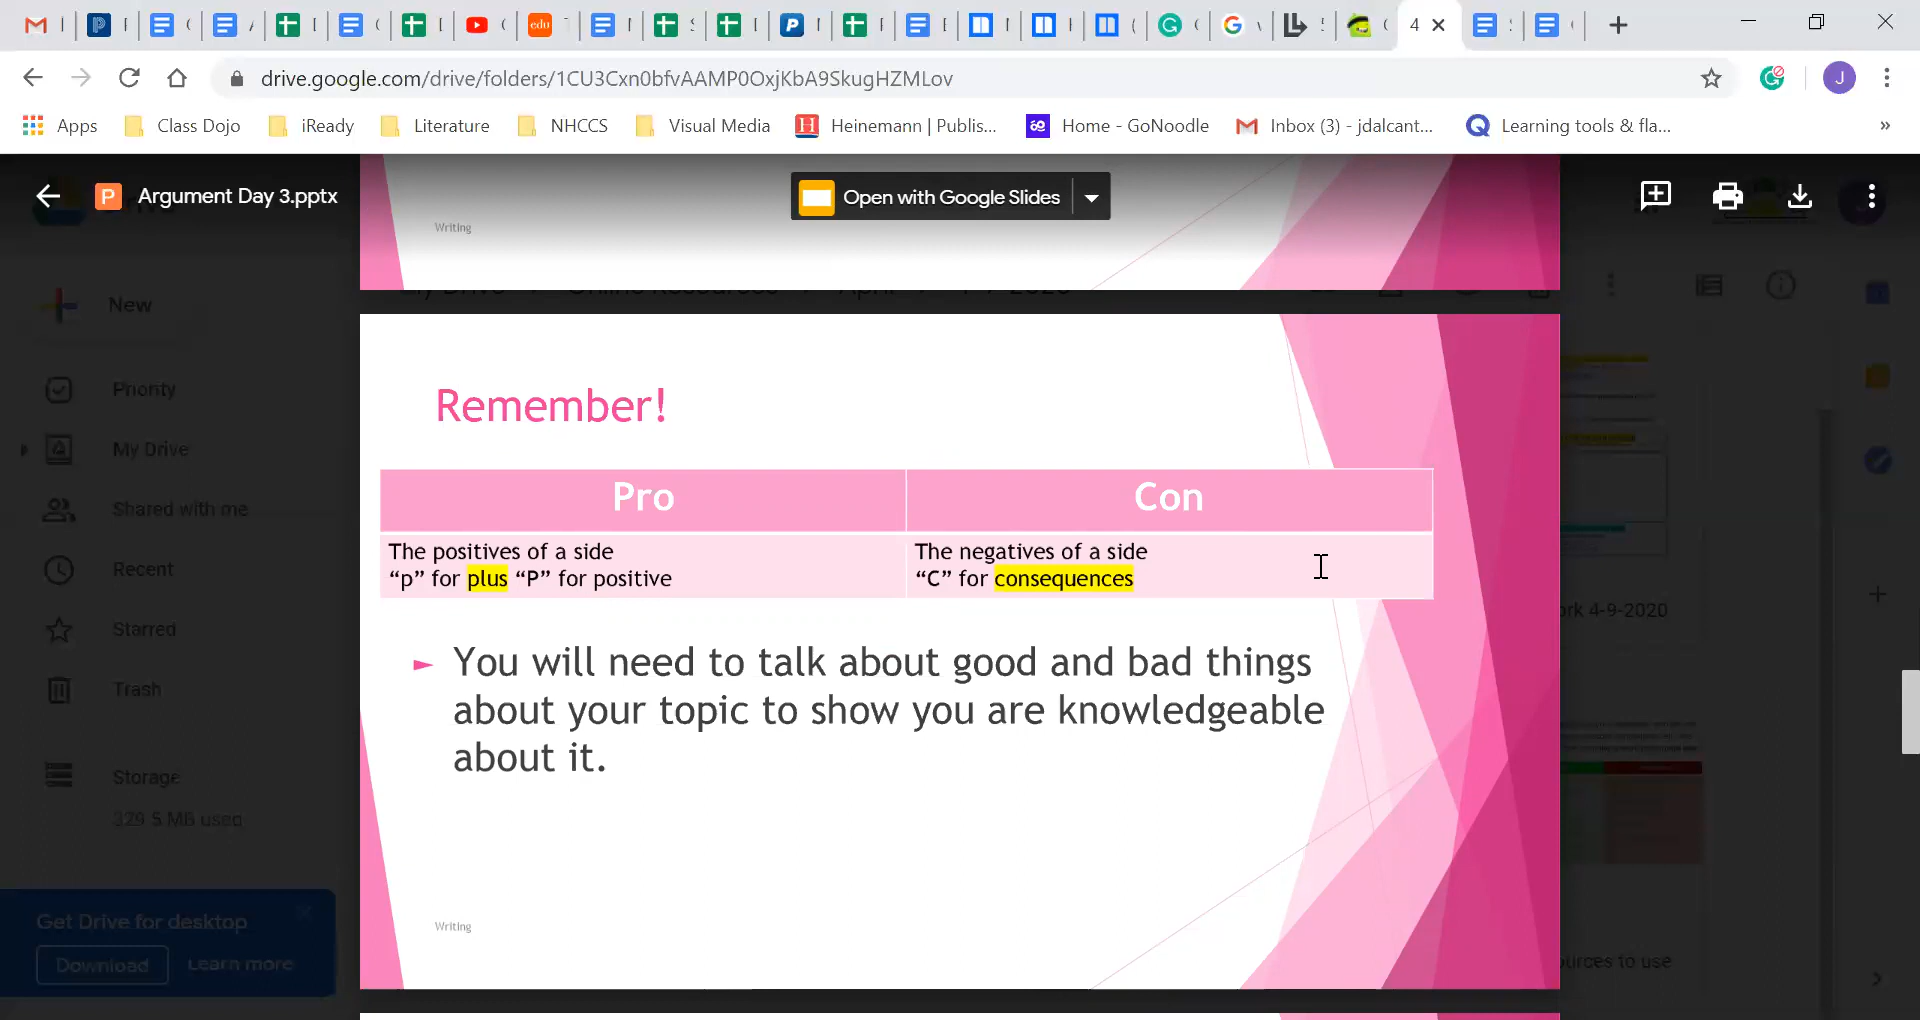 4
drive.google.com/drive/folders/1CU3Cxn0bfvAAMP0OxjKbA9SkugHZMLov
J
Apps Class Dojo iReady Literature NHCCS Visual Media Heinemann | Publis... Home - GoNoodle Inbox (3) - jdalcant... Learning tools & fla... »
Argument Day 3.pptx
Open with Google Slides
Writing
New
Priority
My Drive
Shared with me
Recent
Starred
Trash
Storage
329.5 MB used
Get Drive for desktop
Download Learn more
Remember!
Pro Con
The positives of a side
“p” for plus “P” for positive
The negatives of a side
“C” for consequences
► You will need to talk about good and bad things
about your topic to show you are knowledgeable
about it.
Writing
rk 4-9-2020
urces to use